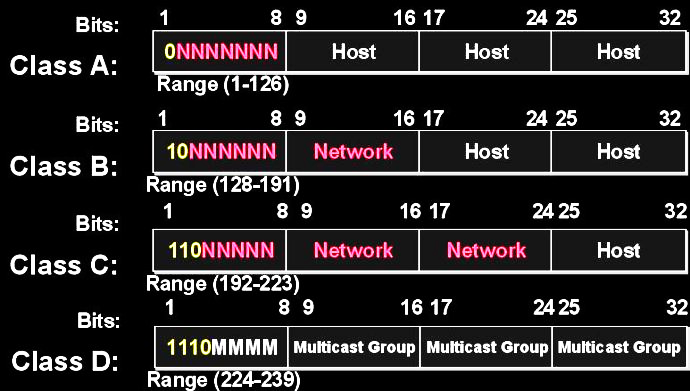 Bits: 1 8 9 16 17 24 25 32
Class A: 0NNNNNNN Host Host Host
Range (1-126)
Bits: 1 8 9 16 17 24 25 32
Class B: 10NNNNNN Network Host Host
Range (128-191)
Bits: 1 8 9 16 17 24 25 32
Class C: 110NNNNN Network Network Host
Range (192-223)
Bits: 1 8 9 16 17 24 25 32
Class D: 1110MMMM Multicast Group Multicast Group Multicast Group
Range (224-239)